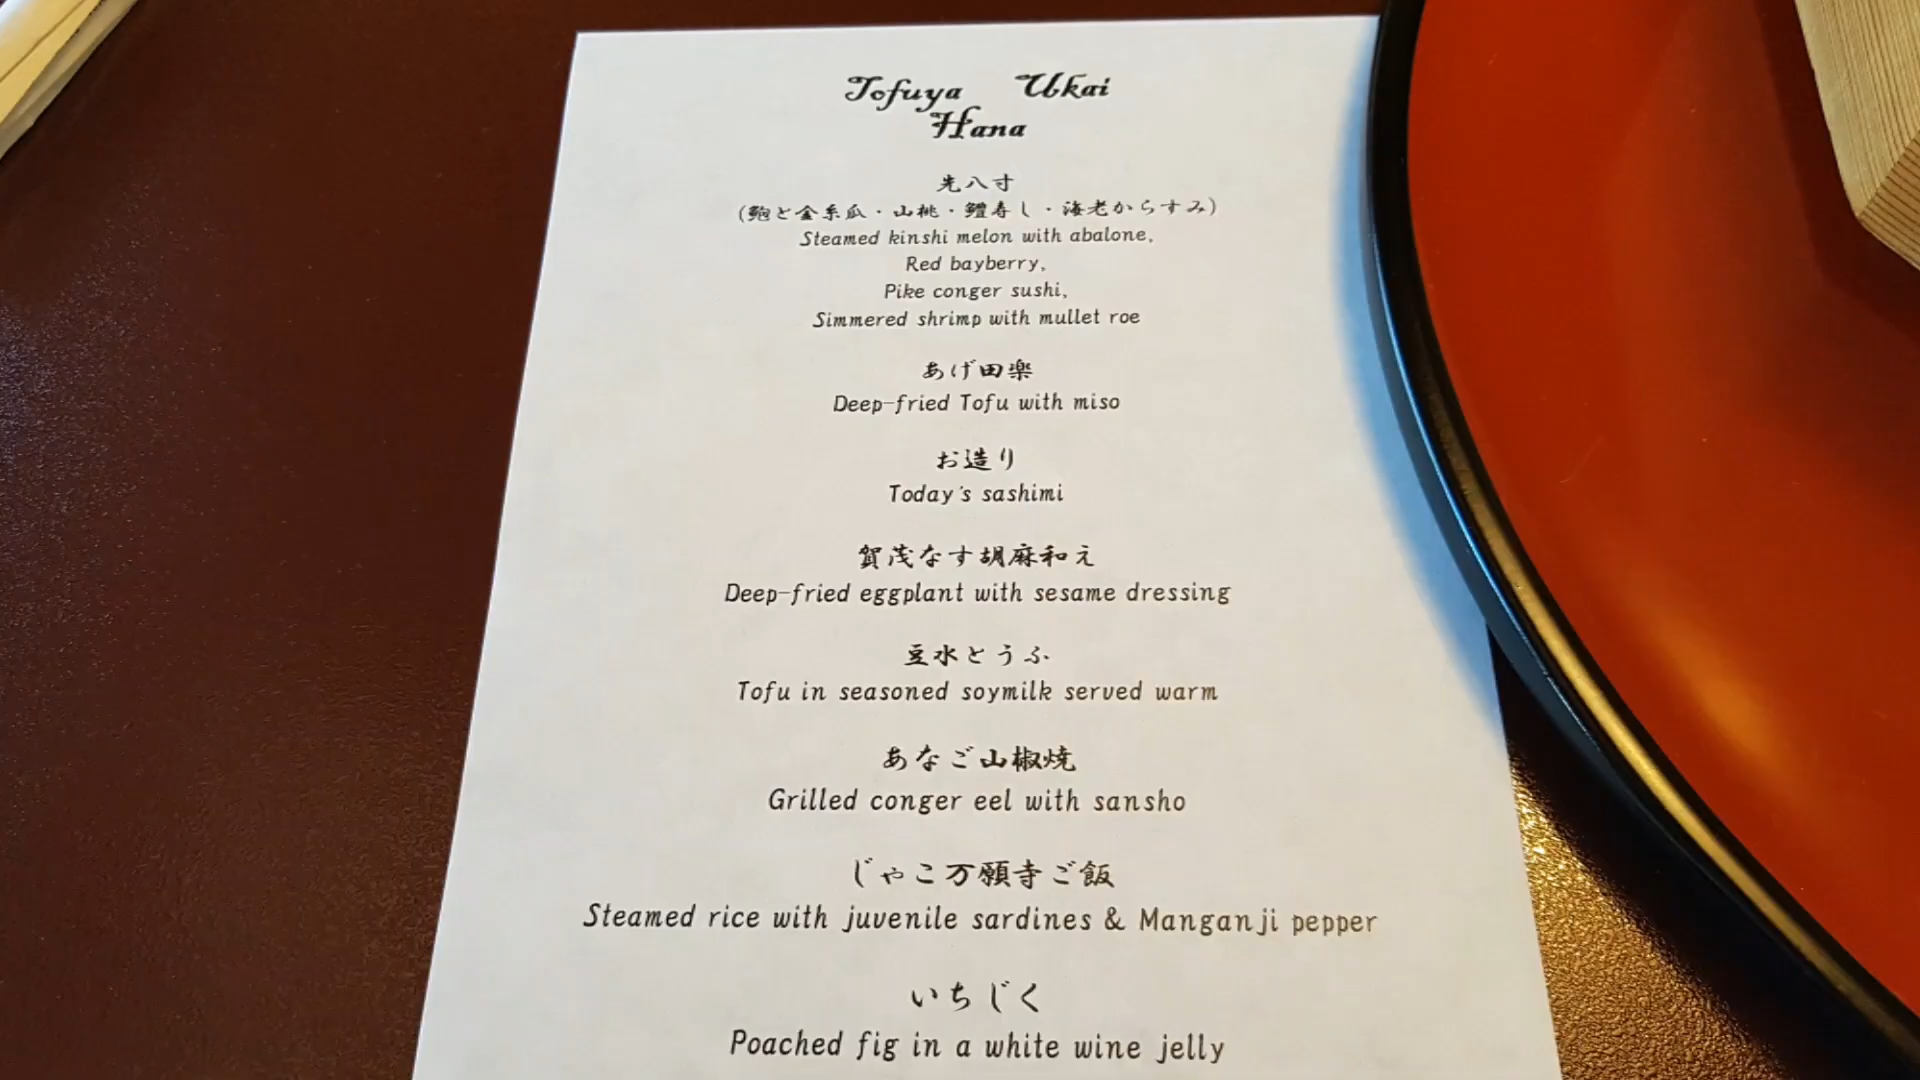 Tofuya Ukai
Hana
先八寸
(鮑と金糸瓜・山桃・鱧寿し・海老からすみ)
Steamed kinshi melon with abalone,
Red bayberry,
Pike conger sushi,
Simmered shrimp with mullet roe
あげ田楽
Deep-fried Tofu with miso
お造り
Today's sashimi
賀茂なす胡麻和え
Deep-fried eggplant with sesame dressing
豆水とうふ
Tofu in seasoned soymilk served warm
あなご山椒焼
Grilled conger eel with sansho
じゃこ万願寺ご飯
Steamed rice with juvenile sardines & Manganji pepper
いちじく
Poached fig in a white wine jelly